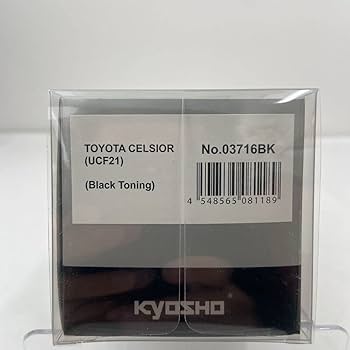 TOYOTA CELSIOR No.03716BK
(UCF21)
(Black Toning)
4 548565 081189
KYOSHO